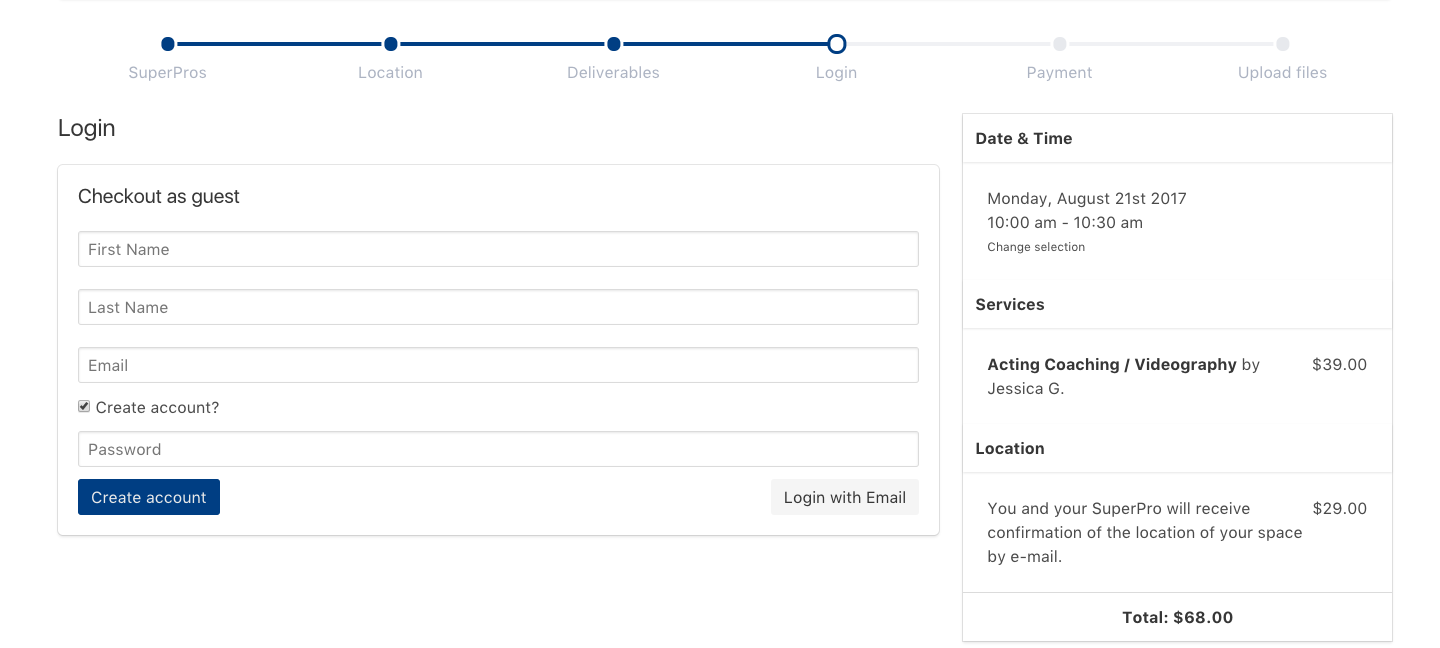 SuperPros
Location
Deliverables
Login
Payment
Upload files
Login
Checkout as guest
First Name
Last Name
Email
Create account?
Password
Create account
Login with Email
Date & Time
Monday, August 21st 2017
10:00 am - 10:30 am
Change selection
Services
Acting Coaching / Videography by $39.00
Jessica G.
Location
You and your SuperPro will receive $29.00
confirmation of the location of your space
by e-mail.
Total: $68.00